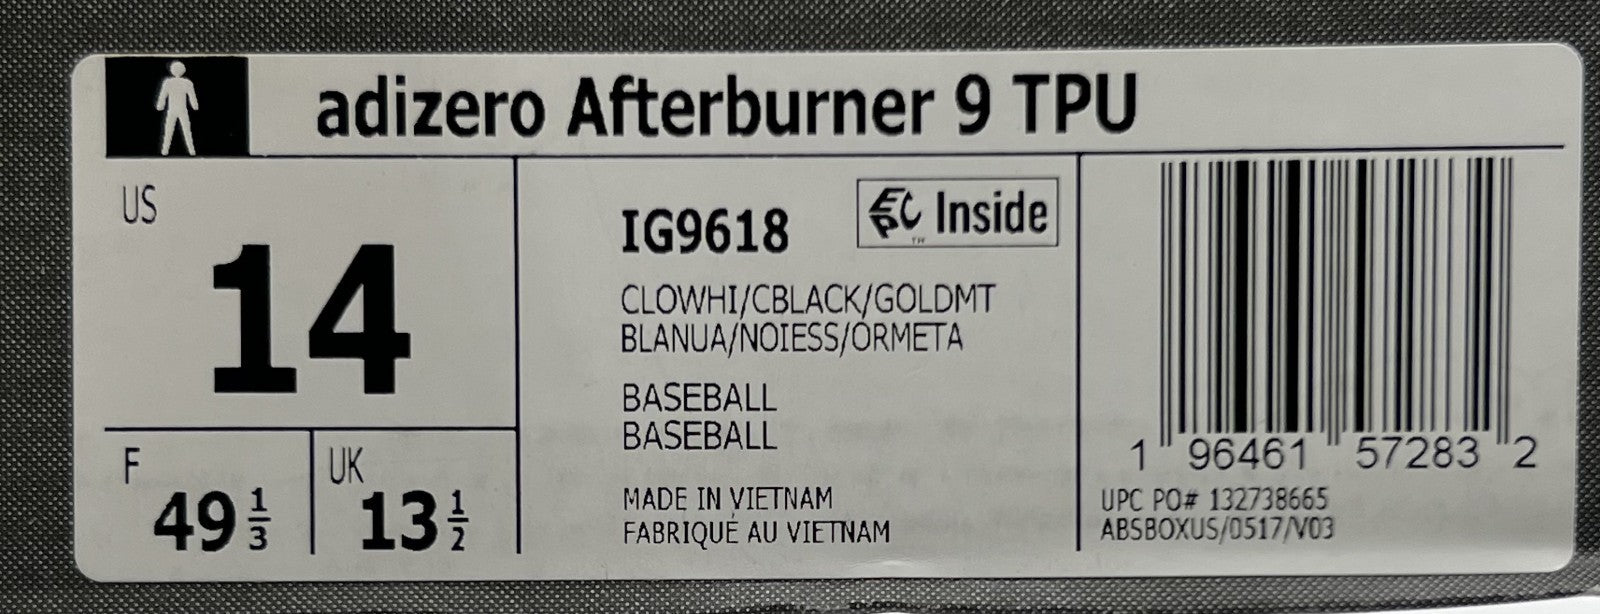 adizero Afterburner 9 TPU
US
14
F
49 1/3
UK
13 1/2
IG9618
EPC Inside
TM
CLOWHI/CBLACK/GOLDMT
BLANUA/NOIESS/ORMETA
BASEBALL
BASEBALL
MADE IN VIETNAM
FABRIQUÉ AU VIETNAM
1 96461 57283 2
UPC PO# 132738665
ABSBOXUS/0517/V03